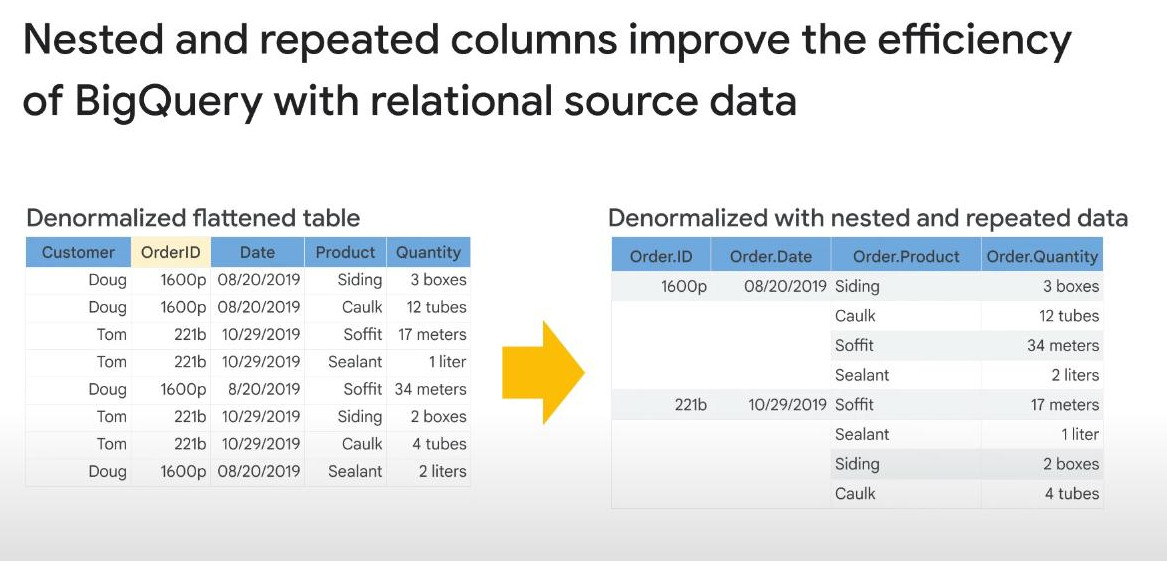 Nested and repeated columns improve the efficiency
of BigQuery with relational source data
Denormalized flattened table
Customer OrderID Date Product Quantity
Doug 1600p 08/20/2019 Siding 3 boxes
Doug 1600p 08/20/2019 Caulk 12 tubes
Tom 221b 10/29/2019 Soffit 17 meters
Tom 221b 10/29/2019 Sealant 1 liter
Doug 1600p 8/20/2019 Soffit 34 meters
Tom 221b 10/29/2019 Siding 2 boxes
Tom 221b 10/29/2019 Caulk 4 tubes
Doug 1600p 08/20/2019 Sealant 2 liters
Denormalized with nested and repeated data
Order.ID Order.Date Order.Product Order.Quantity
1600p 08/20/2019 Siding 3 boxes
Caulk 12 tubes
Soffit 34 meters
Sealant 2 liters
221b 10/29/2019 Soffit 17 meters
Sealant 1 liter
Siding 2 boxes
Caulk 4 tubes